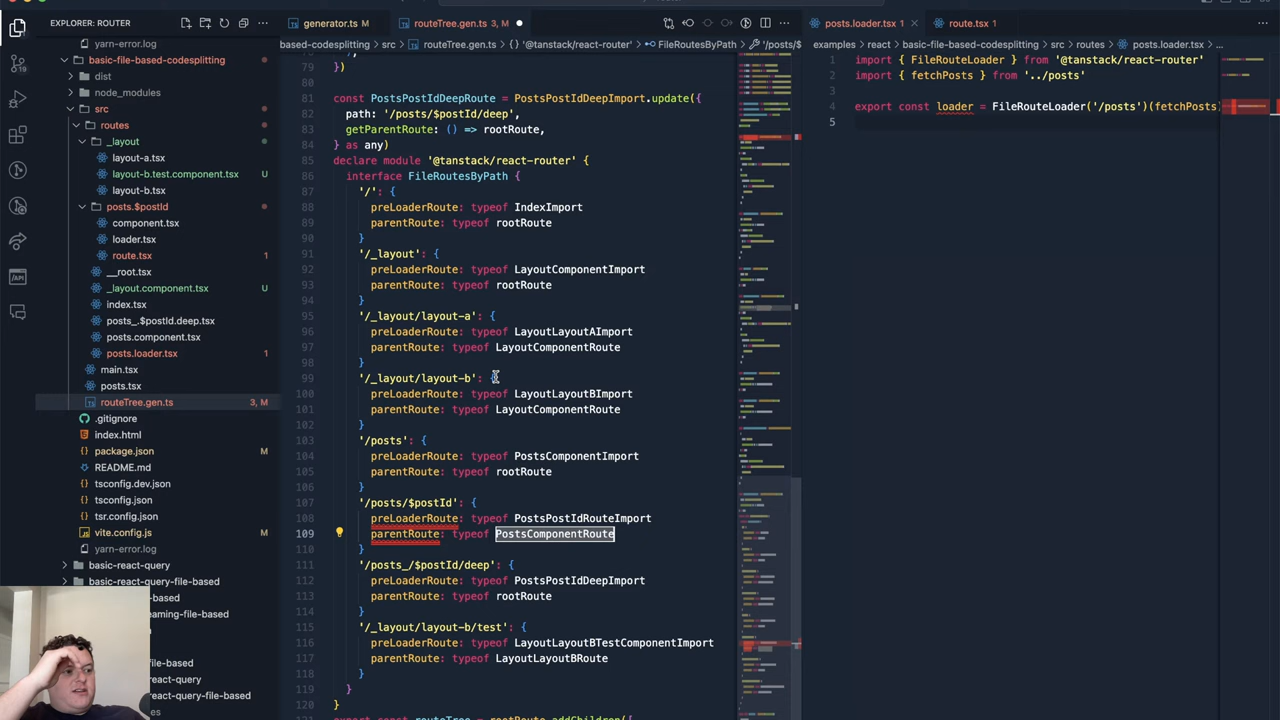 EXPLORER: ROUTER
yarn-error.log
basic-file-based-codesplitting
dist
node_modules
src
routes
_layout
layout-a.tsx
layout-b.test.component.tsx U
layout-b.tsx
posts.$postId
component.tsx
loader.tsx
route.tsx 1
__root.tsx
_layout.component.tsx U
index.tsx
posts_.$postId.deep.tsx
posts.component.tsx
posts.loader.tsx 1
main.tsx
posts.tsx
routeTree.gen.ts 3, M
.gitignore
index.html
package.json M
README.md
tsconfig.dev.json
tsconfig.json
tsr.config.json
vite.config.js M
yarn-error.log
basic-react-query
basic-react-query-file-based
-based
aming-file-based
ile-based
eact-query
eact-query-file-based
es
generator.ts M
routeTree.gen.ts 3, M
based-codesplitting > src > routeTree.gen.ts > {} '@tanstack/react-router' > FileRoutesByPath > '/posts/$
79 })
80
81 const PostsPostIdDeepRoute = PostsPostIdDeepImport.update({
82 path: '/posts/$postId/deep',
83 getParentRoute: () => rootRoute,
84 } as any)
85 declare module '@tanstack/react-router' {
86 interface FileRoutesByPath {
87 '/': {
88 preLoaderRoute: typeof IndexImport
89 parentRoute: typeof rootRoute
90 }
91 '/_layout': {
92 preLoaderRoute: typeof LayoutComponentImport
93 parentRoute: typeof rootRoute
94 }
95 '/_layout/layout-a': {
96 preLoaderRoute: typeof LayoutLayoutAImport
97 parentRoute: typeof LayoutComponentRoute
98 }
99 '/_layout/layout-b': {
100 preLoaderRoute: typeof LayoutLayoutBImport
101 parentRoute: typeof LayoutComponentRoute
102 }
103 '/posts': {
104 preLoaderRoute: typeof PostsComponentImport
105 parentRoute: typeof rootRoute
106 }
107 '/posts/$postId': {
108 preLoaderRoute: typeof PostsPostIdRouteImport
109 parentRoute: typeof PostsComponentRoute
110 }
111 '/posts_/$postId/deep': {
112 preLoaderRoute: typeof PostsPostIdDeepImport
113 parentRoute: typeof rootRoute
114 }
115 '/_layout/layout-b/test': {
116 preLoaderRoute: typeof LayoutLayoutBTestComponentImport
117 parentRoute: typeof LayoutLayoutBRoute
118 }
119 }
120 }
121 export const routeTree = rootRoute.addChildren([
posts.loader.tsx 1
route.tsx 1
examples > react > basic-file-based-codesplitting > src > routes > posts.loader.tsx > ...
1 import { FileRouteLoader } from '@tanstack/react-router'
2 import { fetchPosts } from '../posts'
3
4 export const loader = FileRouteLoader('/posts')(fetchPosts)
5